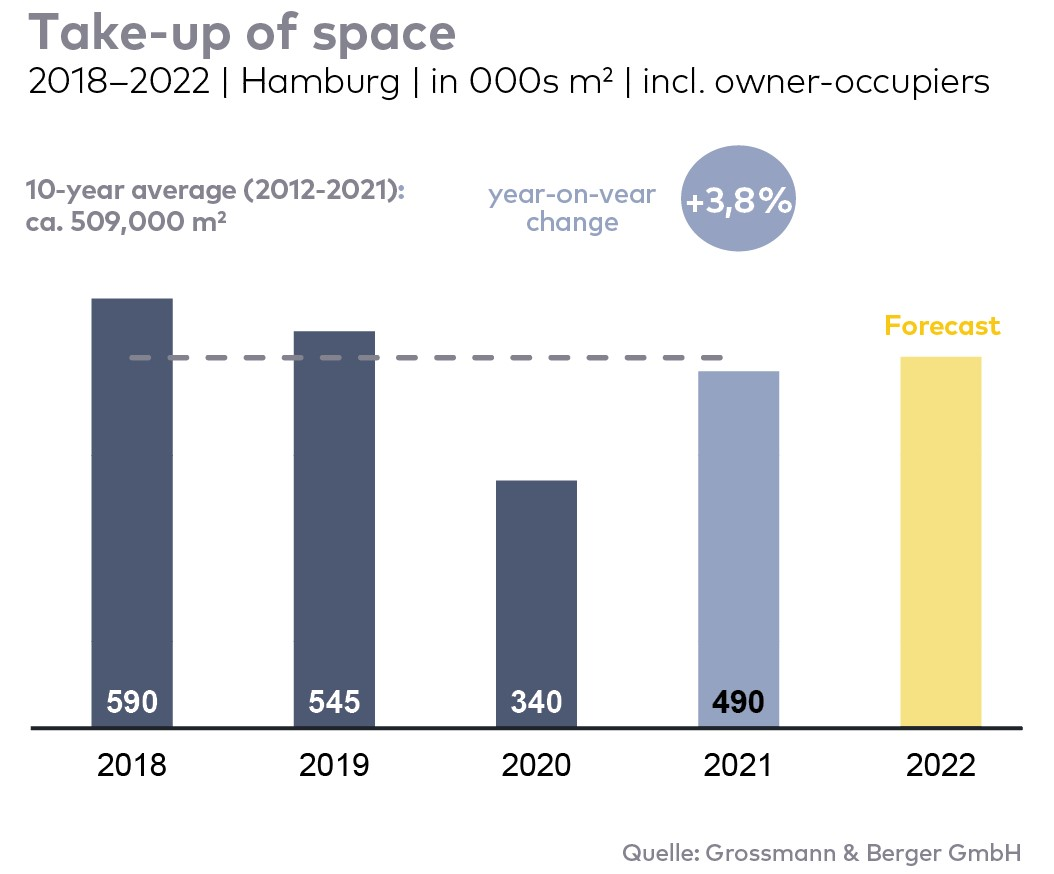 Take-up of space
2018–2022 | Hamburg | in 000s m² | incl. owner-occupiers
10-year average (2012-2021):
ca. 509,000 m²
year-on-vear
change
+3,8%
Forecast
590
545
340
490
2018
2019
2020
2021
2022
Quelle: Grossmann & Berger GmbH